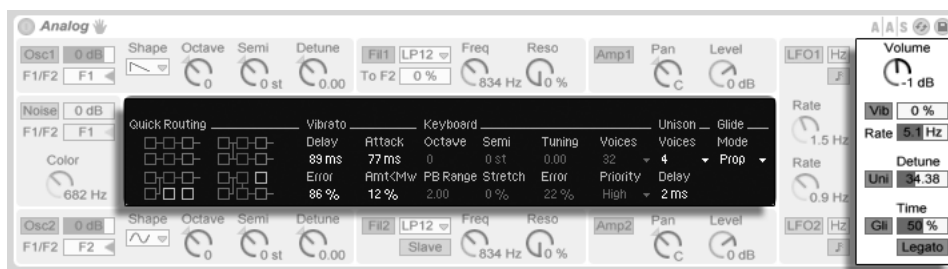 Analog
AAS
Osc1 0 dB Shape Octave Semi Detune Fil1 LP12 Freq Reso Amp1 Pan Level LFO1 Hz Volume
F1/F2 F1 0 0 st 0.00 To F2 0 % 834 Hz 0 % C 0 dB -1 dB
Noise 0 dB Rate Vib 0 %
F1/F2 F1 1.5 Hz Rate 5.1 Hz
Color Rate Detune
682 Hz 0.9 Hz Uni 34.38
Quick Routing Vibrato Keyboard Unison Glide
Delay Attack Octave Semi Tuning Voices Voices Mode
89 ms 77 ms 0 0 st 0.00 32 4 Prop
Error Amt<Mw PB Range Stretch Error Priority Delay
86 % 12 % 2.00 0 % 22 % High 2 ms
Osc2 0 dB Shape Octave Semi Detune Fil2 LP12 Freq Reso Amp2 Pan Level LFO2 Hz Time
Gli 50 %
F1/F2 F2 0 0 st 0.00 Slave 834 Hz 0 % C 0 dB Legato